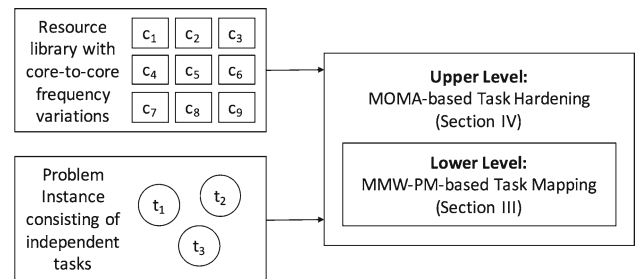 Resource
library with
core-to-core
frequency
variations
c1 c2 c3
c4 c5 c6
c7 c8 c9
Problem
Instance
consisting of
independent
tasks
t1
t2
t3
Upper Level:
MOMA-based Task Hardening
(Section IV)
Lower Level:
MMW-PM-based Task Mapping
(Section III)